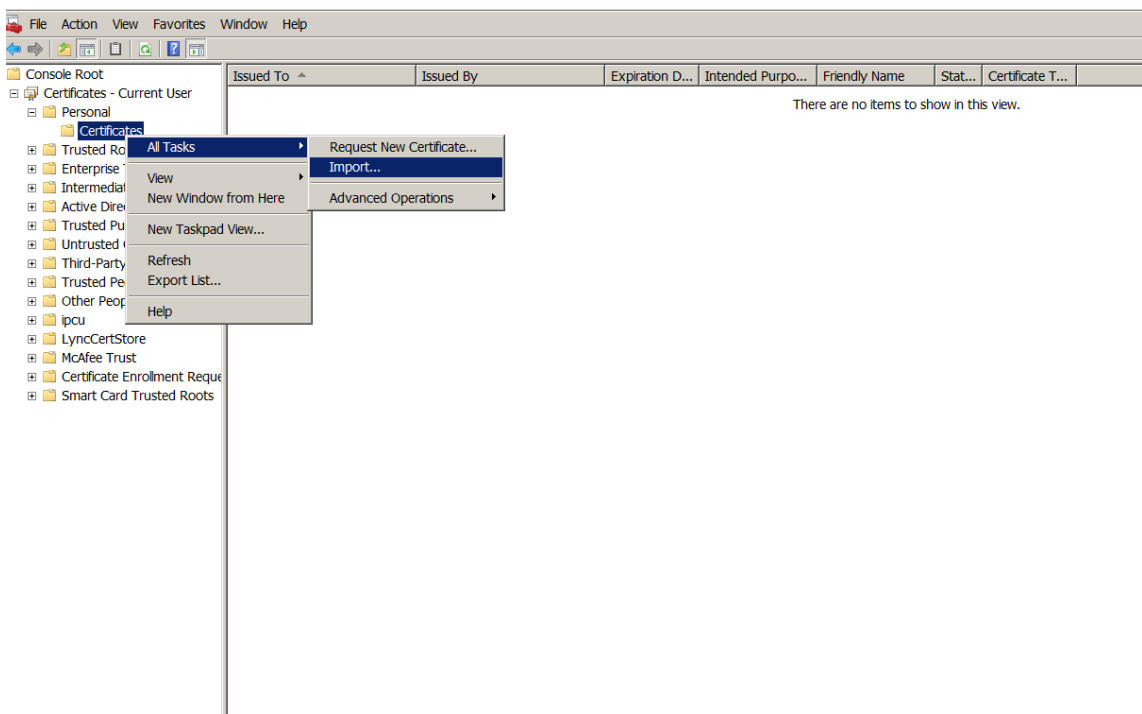 File Action View Favorites Window Help
Console Root
Certificates - Current User
Personal
Certificates
Trusted Ro
Enterprise
Intermediat
Active Dire
Trusted Pu
Untrusted
Third-Party
Trusted Pe
Other Peop
ipcu
LyncCertStore
McAfee Trust
Certificate Enrollment Reque
Smart Card Trusted Roots
All Tasks
View
New Window from Here
New Taskpad View...
Refresh
Export List...
Help
Request New Certificate...
Import...
Advanced Operations
Issued To Issued By Expiration D... Intended Purpo... Friendly Name Stat... Certificate T...
There are no items to show in this view.